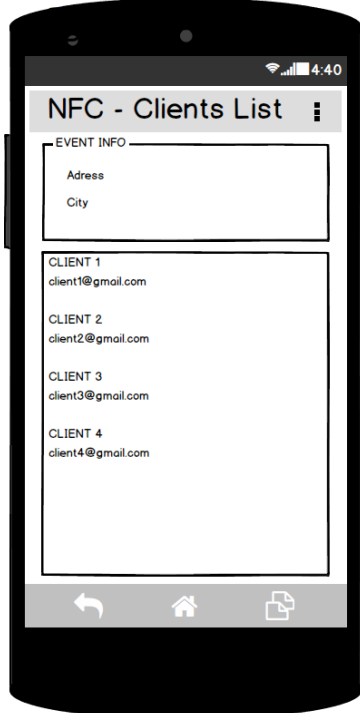 4:40
NFC - Clients List
EVENT INFO
Adress
City
CLIENT 1
client1@gmail.com
CLIENT 2
client2@gmail.com
CLIENT 3
client3@gmail.com
CLIENT 4
client4@gmail.com